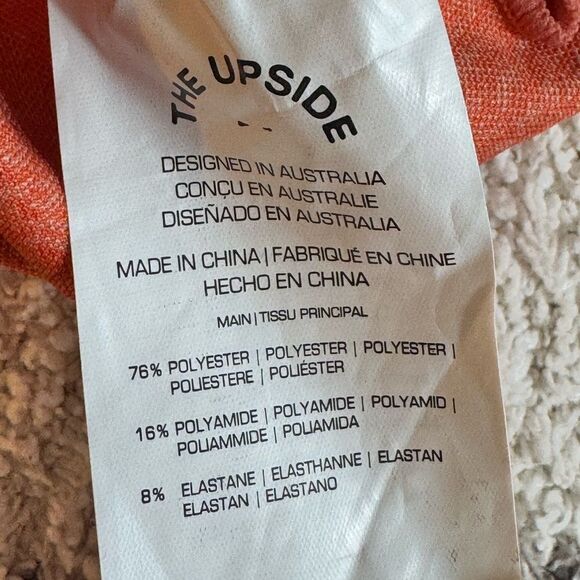 THE UPSIDE
DESIGNED IN AUSTRALIA
CONÇU EN AUSTRALIE
DISEÑADO EN AUSTRALIA
MADE IN CHINA | FABRIQUÉ EN CHINE
HECHO EN CHINA
MAIN | TISSU PRINCIPAL
76% POLYESTER | POLYESTER | POLYESTER |
POLIESTERE | POLIÉSTER
16% POLYAMIDE | POLYAMIDE | POLYAMID |
POLIAMMIDE | POLIAMIDA
8% ELASTANE | ELASTHANNE | ELASTAN
ELASTAN | ELASTANO